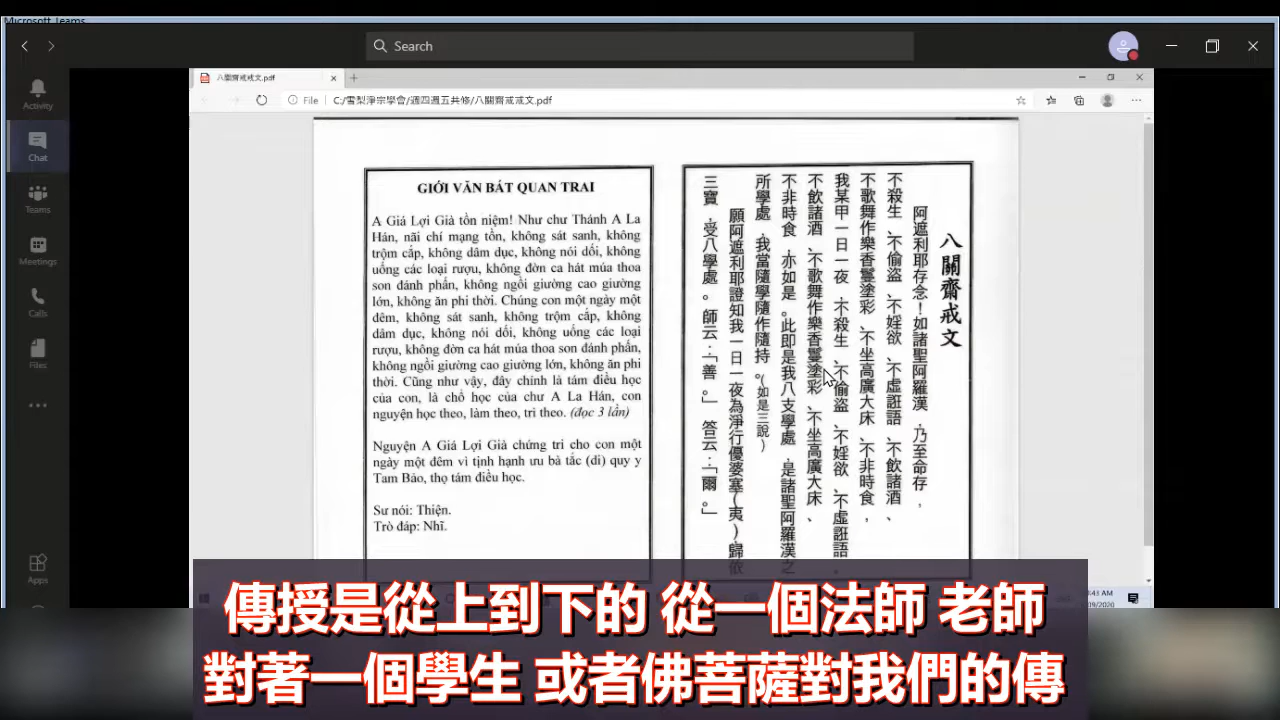 Microsoft Teams
Search
Activity
Chat
Teams
Meetings
Calls
Files
Apps
八關齋戒戒文.pdf
File
C:/雪梨淨宗學會/週四週五共修/八關齋戒戒文.pdf
GIỚI VĂN BÁT QUAN TRAI
A Giá Lợi Già tồn niệm! Như chư Thánh A La
Hán, nãi chí mạng tồn, không sát sanh, không
trộm cắp, không dâm dục, không nói dối, không
uống các loại rượu, không đờn ca hát múa thoa
son đánh phấn, không ngồi giường cao giường
lớn, không ăn phi thời. Chúng con một ngày một
đêm, không sát sanh, không trộm cắp, không
dâm dục, không nói dối, không uống các loại
rượu, không đờn ca hát múa thoa son đánh phấn,
không ngồi giường cao giường lớn, không ăn phi
thời. Cũng như vậy, đây chính là tám điều học
của con, là chổ học của chư A La Hán, con
nguyện học theo, làm theo, trì theo. (đọc 3 lần)
Nguyện A Giá Lợi Già chứng tri cho con một
ngày một đêm vì tịnh hạnh ưu bà tắc (di) quy y
Tam Bảo, thọ tám điều học.
Sư nói: Thiện.
Trò đáp: Nhĩ.
八關齋戒文
阿遮利耶存念！如諸聖阿羅漢，乃至命存，
不殺生、不偷盜、不婬欲、不虛誑語、不飲諸酒、
不歌舞作樂香鬘塗彩、不坐高廣大床、不非時食，
我某甲一日一夜，不殺生、不偷盜、不婬欲、不虛誑語、
不飲諸酒、不歌舞作樂香鬘塗彩、不坐高廣大床、
不非時食，亦如是。此即是我八支學處，是諸聖阿羅漢之
所學處，我當隨學隨作隨持。(如是三說)
願阿遮利耶證知我一日一夜為淨行優婆塞(夷)歸依
三寶，受八學處。師云：「善。」答云：「爾。」
:43 AM
/09/2020
傳授是從上到下的 從一個法師 老師
對著一個學生 或者佛菩薩對我們的傳